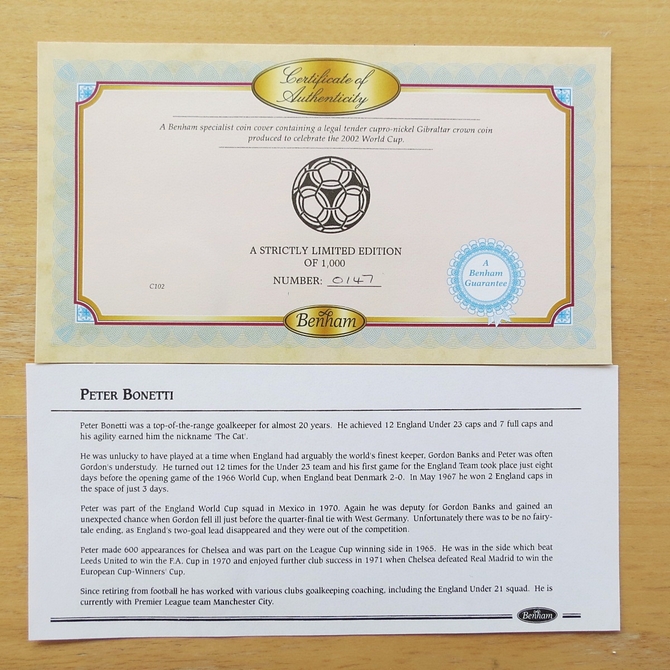 Certificate of
Authenticity
A Benham specialist coin cover containing a legal tender cupro-nickel Gibraltar crown coin
produced to celebrate the 2002 World Cup.
A STRICTLY LIMITED EDITION
OF 1,000
NUMBER: 0147
C102
A
Benham
Guarantee
Benham
PETER BONETTI
Peter Bonetti was a top-of-the-range goalkeeper for almost 20 years. He achieved 12 England Under 23 caps and 7 full caps and
his agility earned him the nickname 'The Cat'.
He was unlucky to have played at a time when England had arguably the world's finest keeper, Gordon Banks and Peter was often
Gordon's understudy. He turned out 12 times for the Under 23 team and his first game for the England Team took place just eight
days before the opening game of the 1966 World Cup, when England beat Denmark 2-0. In May 1967 he won 2 England caps in
the space of just 3 days.
Peter was part of the England World Cup squad in Mexico in 1970. Again he was deputy for Gordon Banks and gained an
unexpected chance when Gordon fell ill just before the quarter-final tie with West Germany. Unfortunately there was to be no fairy-
tale ending, as England's two-goal lead disappeared and they were out of the competition.
Peter made 600 appearances for Chelsea and was part on the League Cup winning side in 1965. He was in the side which beat
Leeds United to win the F.A. Cup in 1970 and enjoyed further club success in 1971 when Chelsea defeated Real Madrid to win the
European Cup-Winners' Cup.
Since retiring from football he has worked with various clubs goalkeeping coaching, including the England Under 21 squad. He is
currently with Premier League team Manchester City.
Benham